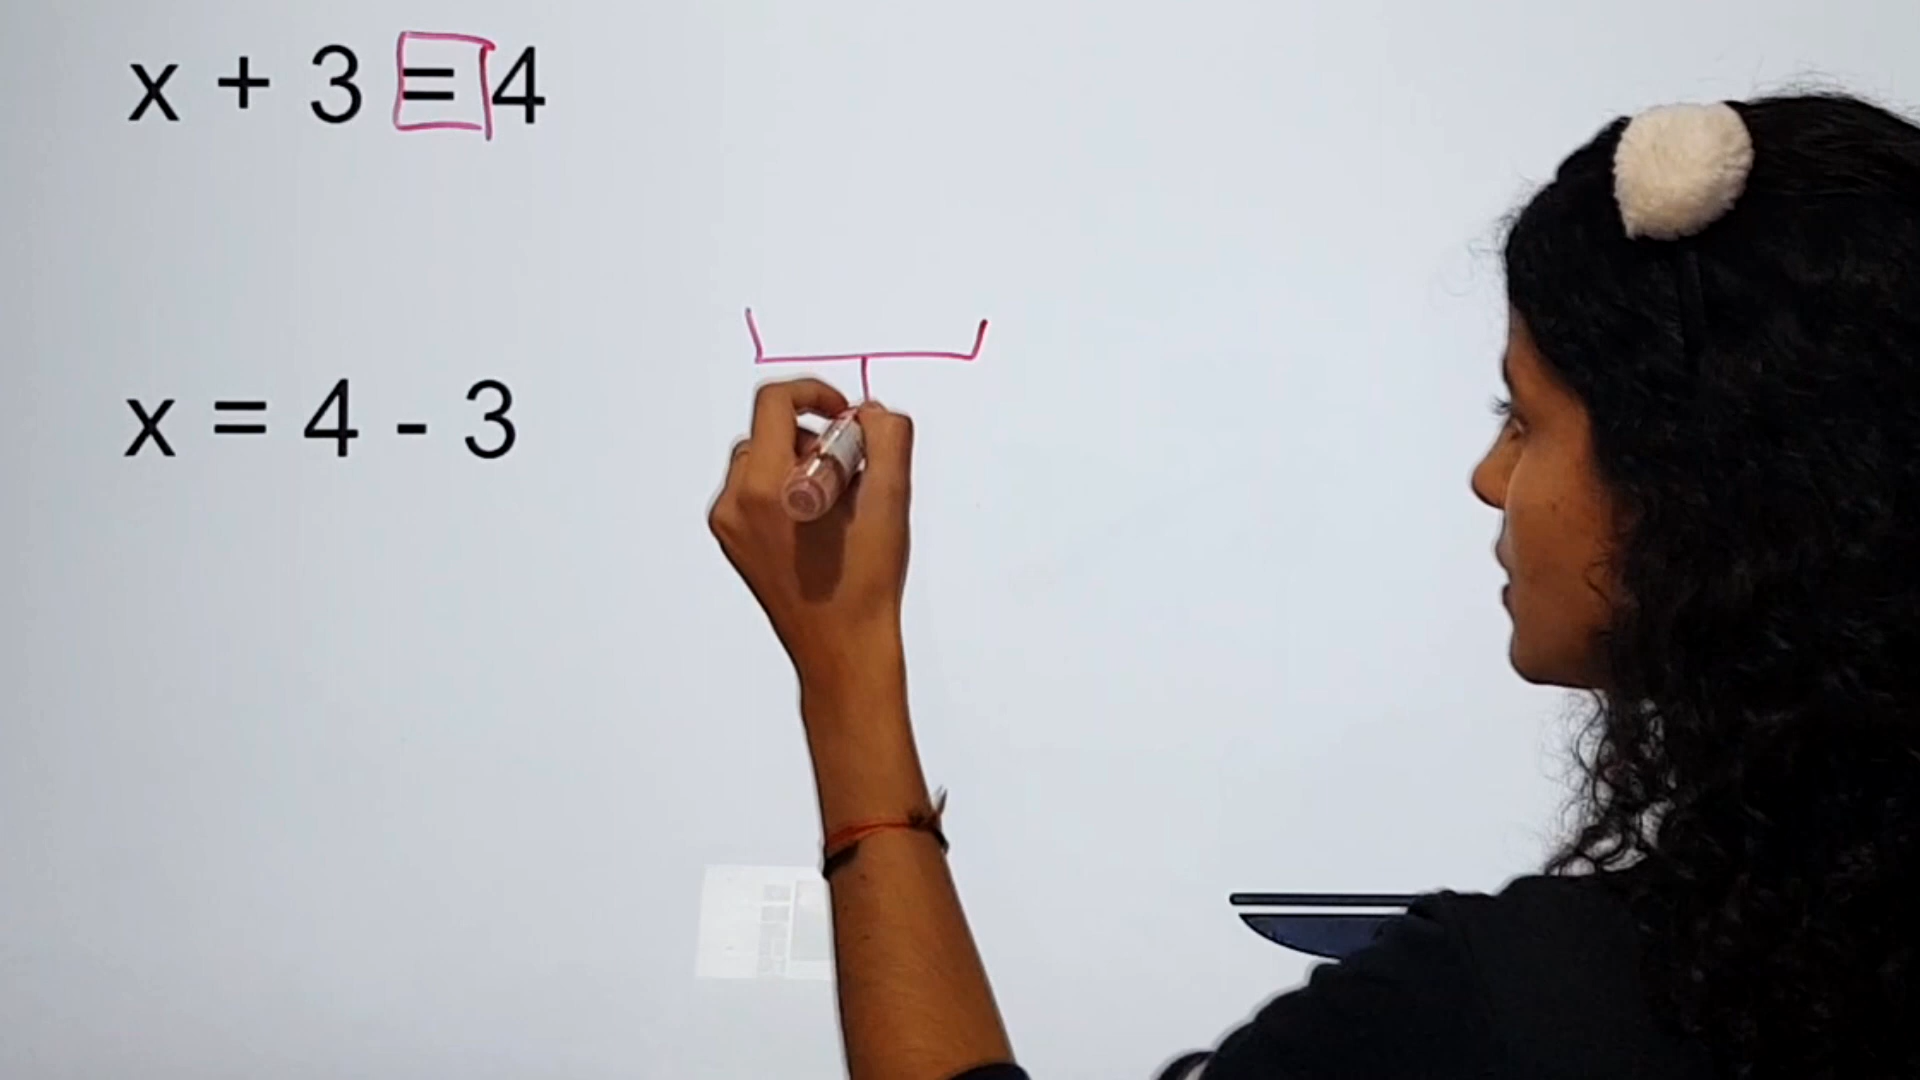 x + 3 = 4
x = 4 - 3